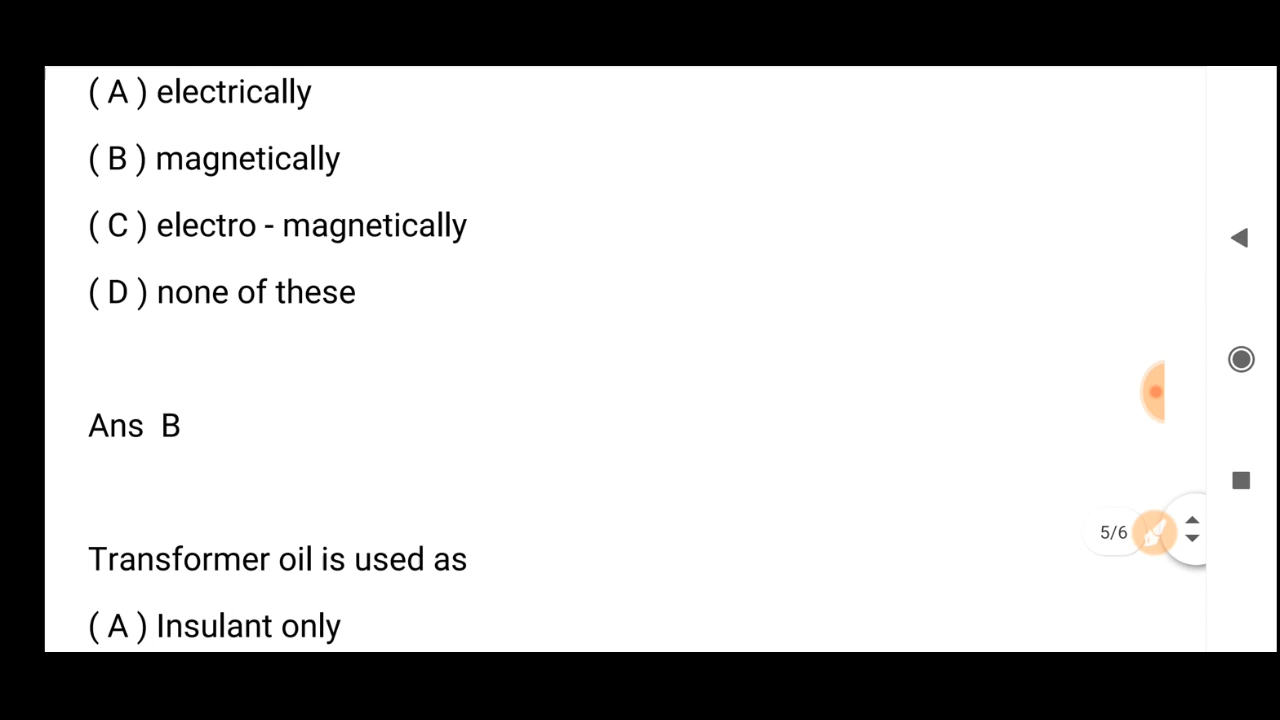 ( A ) electrically
( B ) magnetically
( C ) electro - magnetically
( D ) none of these
Ans  B
5/6
Transformer oil is used as
( A ) Insulant only